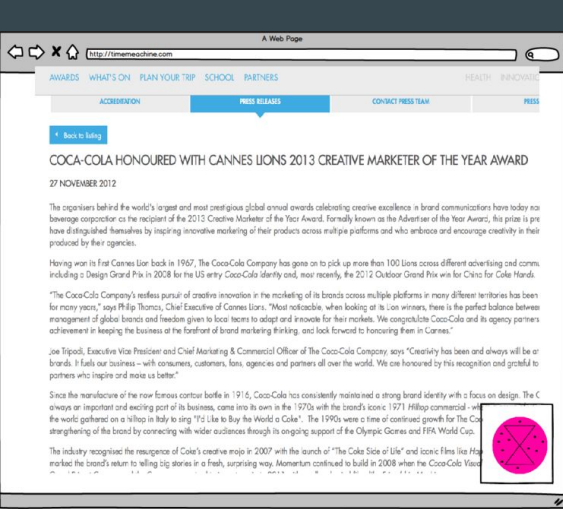 A Web Page
http://timemeachine.com
AWARDS WHAT'S ON PLAN YOUR TRIP SCHOOL PARTNERS HEALTH INNOVATIO
ACCREDITATION PRESS RELEASES CONTACT PRESS TEAM PRESS
Back to listing
COCA-COLA HONOURED WITH CANNES LIONS 2013 CREATIVE MARKETER OF THE YEAR AWARD
27 NOVEMBER 2012
The organisers behind the world's largest and most prestigious global annual awards celebrating creative excellence in brand communications have today na
beverage corporation as the recipient of the 2013 Creative Marketer of the Year Award. Formally known as the Advertiser of the Year Award, this prize is pre
have distinguished themselves by inspiring innovative marketing of their products across multiple platforms and who embrace and encourage creativity in their
produced by their agencies.
Having won its first Cannes Lion back in 1967, The Coca-Cola Company has gone on to pick up more than 100 Lions across different advertising and commu
including a Design Grand Prix in 2008 for the US entry Coca-Cola Identity and, most recently, the 2012 Outdoor Grand Prix win for China for Coke Hands.
"The Coca-Cola Company's restless pursuit of creative innovation in the marketing of its brands across multiple platforms in many different territories has been
for many years," says Philip Thomas, Chief Executive of Cannes Lions. "Most noticeable, when looking at its Lion winners, there is the perfect balance between
management of global brands and freedom given to local teams to adapt and innovate for their markets. We congratulate Coca-Cola and its agency partners
achievement in keeping the business at the forefront of brand marketing thinking, and look forward to honouring them in Cannes."
Joe Tripodi, Executive Vice President and Chief Marketing & Commercial Officer of The Coca-Cola Company, says "Creativity has been and always will be at
brands. It fuels our business – with consumers, customers, fans, agencies and partners all over the world. We are honoured by this recognition and grateful to
partners who inspire and make us better."
Since the manufacture of the now famous contour bottle in 1916, Coca-Cola has consistently maintained a strong brand identity with a focus on design. The C
always an important and exciting part of its business, came into its own in the 1970s with the brand's iconic 1971 Hilltop commercial - wh
the world gathered on a hilltop in Italy to sing "I'd Like to Buy the World a Coke". The 1990s were a time of continued growth for The Coc
strengthening of the brand by connecting with wider audiences through its on-going support of the Olympic Games and FIFA World Cup.
The industry recognised the resurgence of Coke's creative mojo in 2007 with the launch of "The Coke Side of Life" and iconic films like Hap
marked the brand's return to telling big stories in a fresh, surprising way. Momentum continued to build in 2008 when the Coca-Cola Visua